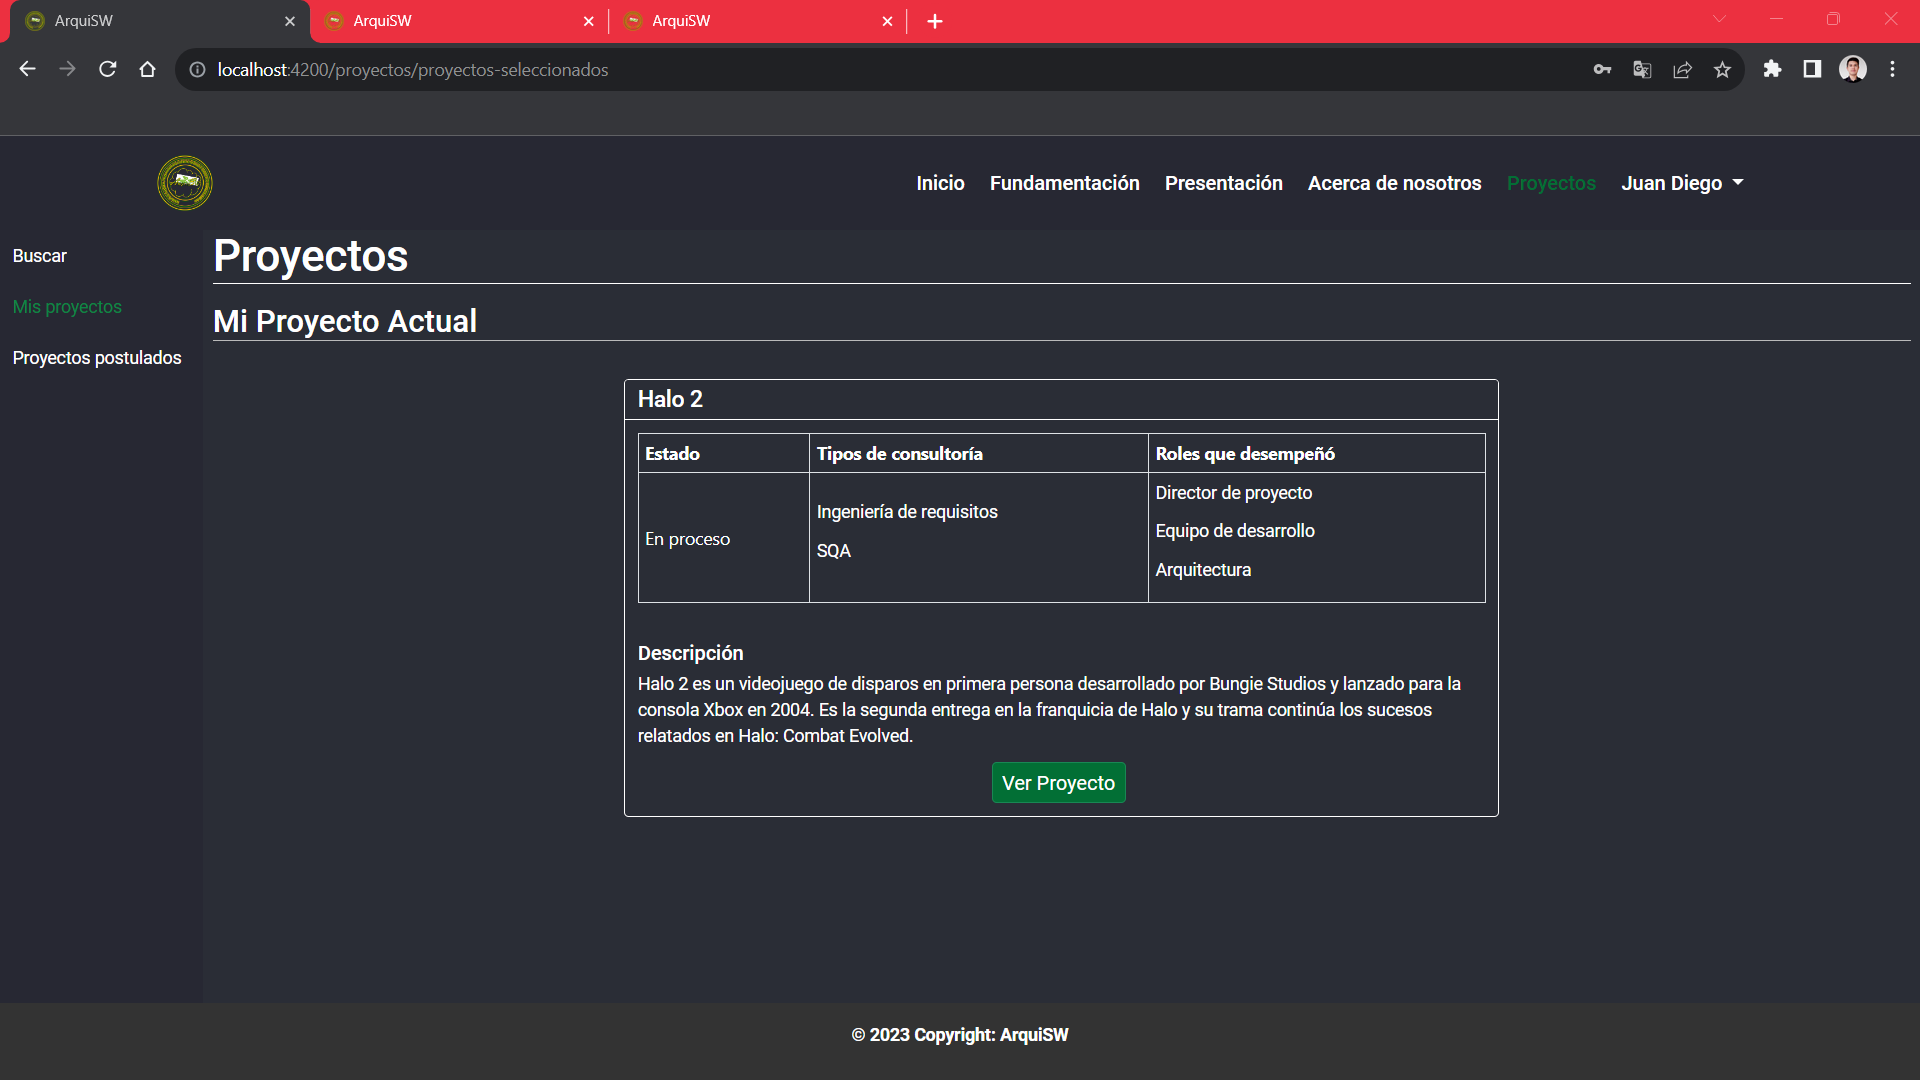 ArquiSW
ArquiSW
ArquiSW
localhost:4200/proyectos/proyectos-seleccionados
Inicio
Fundamentación
Presentación
Acerca de nosotros
Proyectos
Juan Diego
Buscar
Mis proyectos
Proyectos postulados
Proyectos
Mi Proyecto Actual
Halo 2
Estado
Tipos de consultoría
Roles que desempeñó
En proceso
Ingeniería de requisitos
SQA
Director de proyecto
Equipo de desarrollo
Arquitectura
Descripción
Halo 2 es un videojuego de disparos en primera persona desarrollado por Bungie Studios y lanzado para la
consola Xbox en 2004. Es la segunda entrega en la franquicia de Halo y su trama continúa los sucesos
relatados en Halo: Combat Evolved.
Ver Proyecto
© 2023 Copyright: ArquiSW